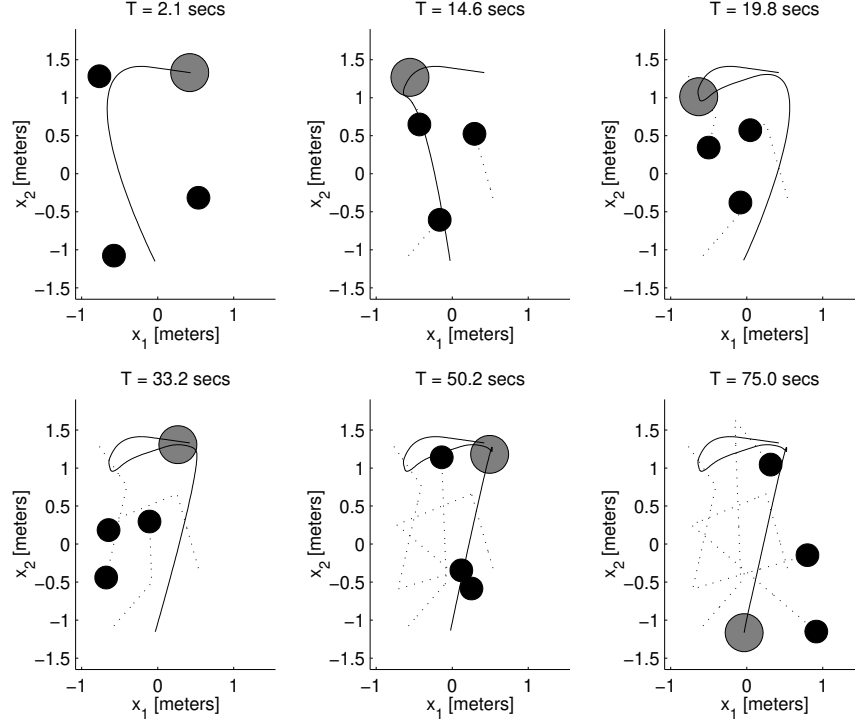 T = 2.1 secs
T = 14.6 secs
T = 19.8 secs
1.5
1
0.5
0
−0.5
−1
−1.5
x2 [meters]
−1 0 1
x1 [meters]
1.5
1
0.5
0
−0.5
−1
−1.5
x2 [meters]
−1 0 1
x1 [meters]
1.5
1
0.5
0
−0.5
−1
−1.5
x2 [meters]
−1 0 1
x1 [meters]
T = 33.2 secs
T = 50.2 secs
T = 75.0 secs
1.5
1
0.5
0
−0.5
−1
−1.5
x2 [meters]
−1 0 1
x1 [meters]
1.5
1
0.5
0
−0.5
−1
−1.5
x2 [meters]
−1 0 1
x1 [meters]
1.5
1
0.5
0
−0.5
−1
−1.5
x2 [meters]
−1 0 1
x1 [meters]